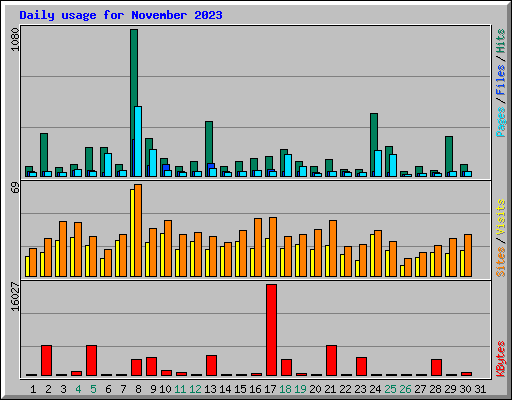 Daily usage for November 2023
1080
Pages / Files / Hits
69
Sites / Visits
16027
KBytes
1 2 3 4 5 6 7 8 9 10 11 12 13 14 15 16 17 18 19 20 21 22 23 24 25 26 27 28 29 30 31